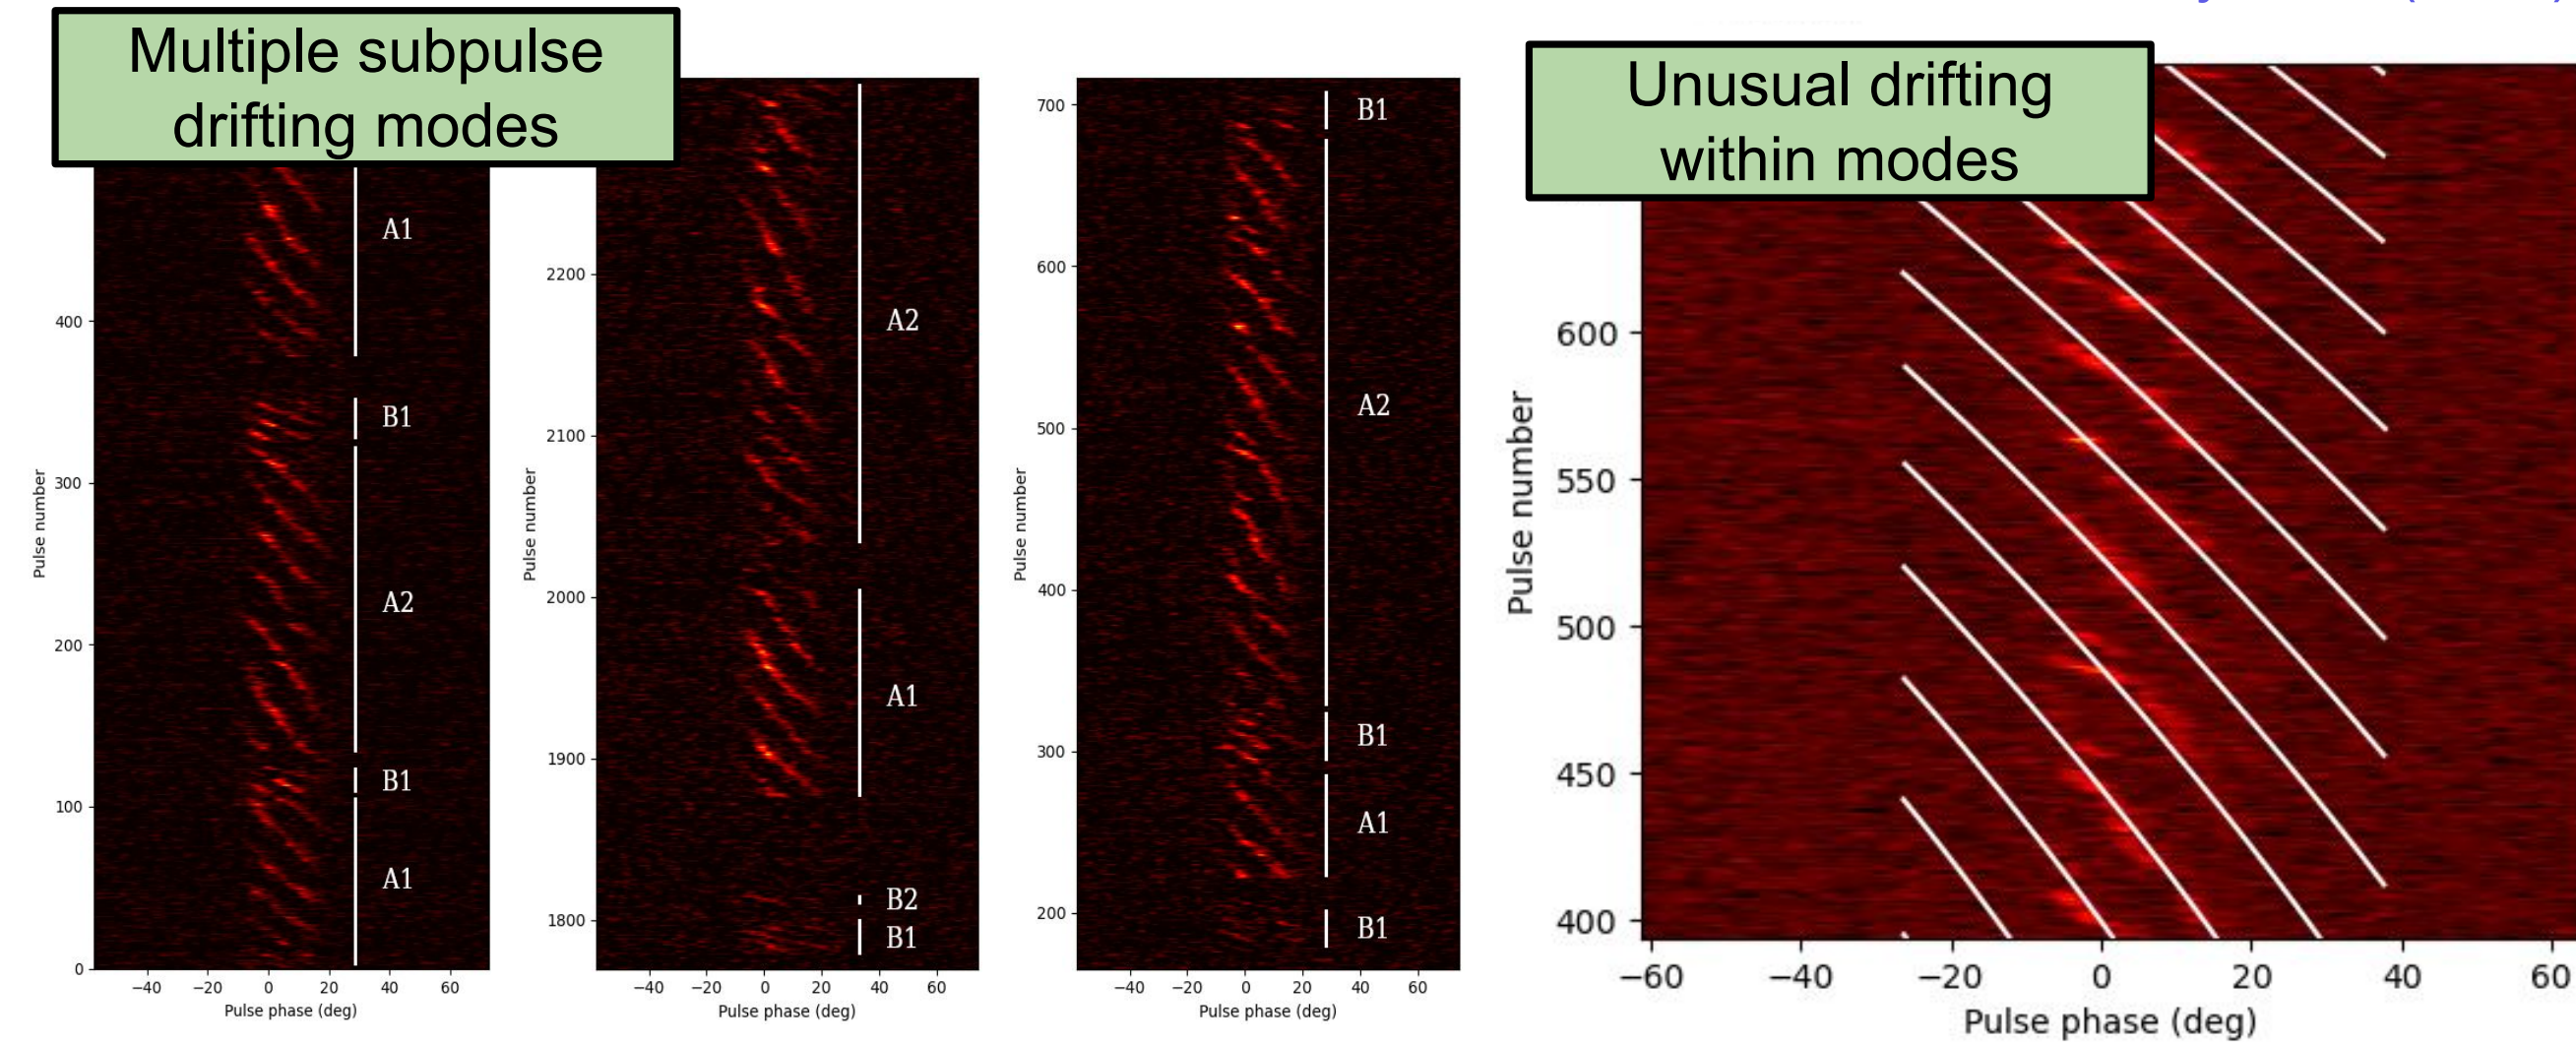 Multiple subpulse
drifting modes
A1
B1
A2
B1
A1
400
300
200
100
0
−40 −20 0 20 40 60
Pulse phase (deg)
Pulse number
A2
A1
B2
B1
2200
2100
2000
1900
1800
−40 −20 0 20 40 60
Pulse phase (deg)
Pulse number
B1
A2
B1
A1
B1
700
600
500
400
300
200
−40 −20 0 20 40 60
Pulse phase (deg)
Pulse number
Unusual drifting
within modes
600
550
500
450
400
−60 −40 −20 0 20 40 60
Pulse phase (deg)
Pulse number